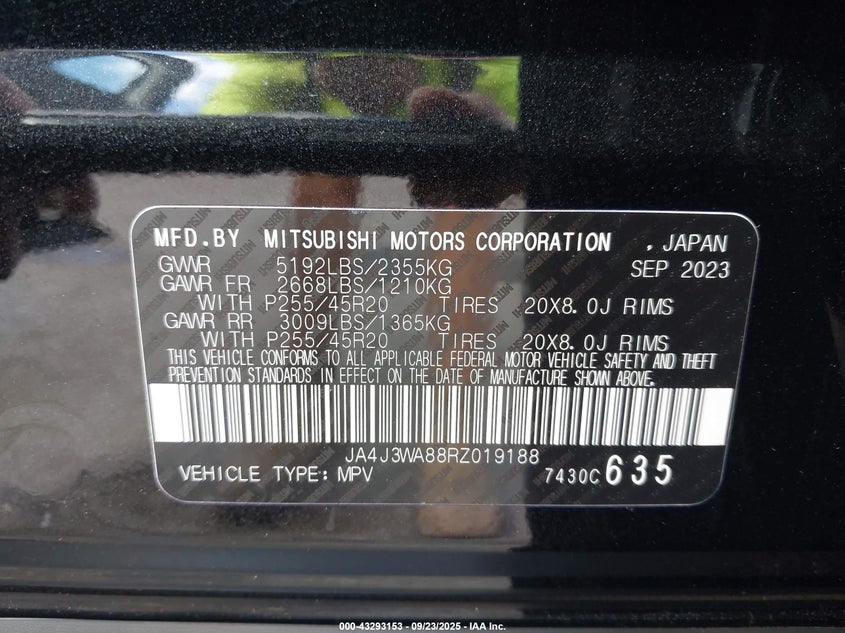 MFD.BY MITSUBISHI MOTORS CORPORATION , JAPAN
GVWR 5192LBS/2355KG SEP 2023
GAWR FR 2668LBS/1210KG
WITH P255/45R20 TIRES 20X8.0J RIMS
GAWR RR 3009LBS/1365KG
WITH P255/45R20 TIRES 20X8.0J RIMS
THIS VEHICLE CONFORMS TO ALL APPLICABLE FEDERAL MOTOR VEHICLE SAFETY AND THEFT
PREVENTION STANDARDS IN EFFECT ON THE DATE OF MANUFACTURE SHOWN ABOVE.
JA4J3WA88RZ019188
VEHICLE TYPE: MPV 7430C 635
000-43293153 - 09/23/2025 - IAA Inc.